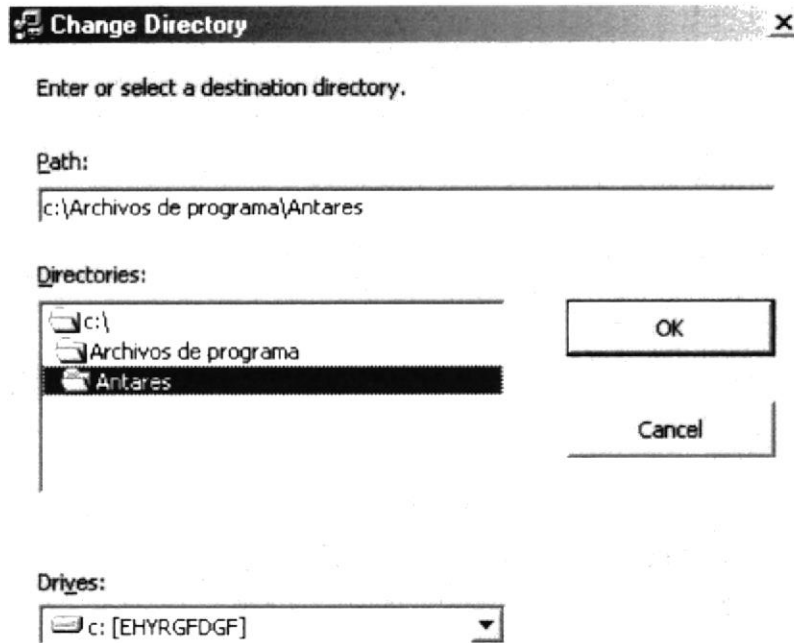 Change Directory
Enter or select a destination directory.
Path:
c:\Archivos de programa\Antares
Directories:
c:\
Archivos de programa
Antares
OK
Cancel
Drives:
c: [EHYRGFDGF]